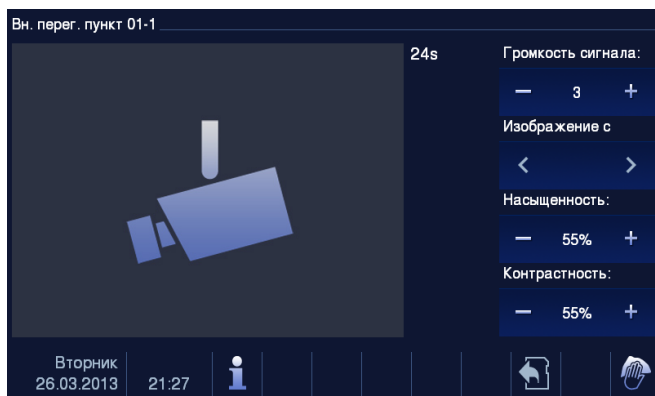 Вн. перег. пункт 01-1
24s
Громкость сигнала:
— 3 +
Изображение с
< >
Насыщенность:
— 55% +
Контрастность:
— 55% +
Вторник
26.03.2013 21:27